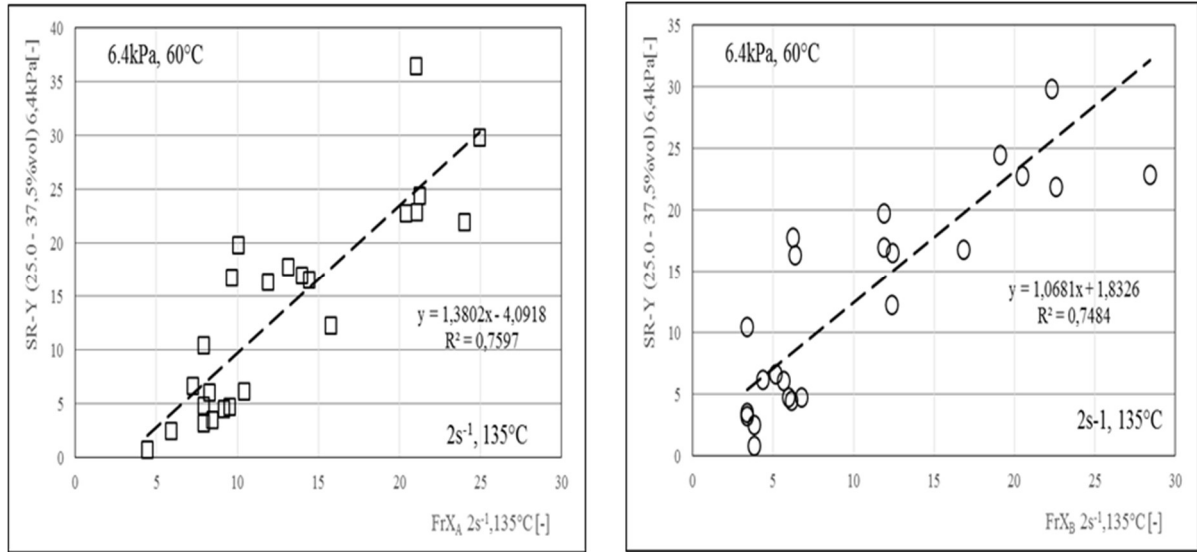 40
35
30
25
20
15
10
5
0
SR-Y (25.0 - 37,5%vol) 6,4kPa[-]
6.4kPa, 60°C
y = 1,3802x - 4,0918
R² = 0,7597
2s⁻¹, 135°C
0 5 10 15 20 25 30
FrX_A 2s⁻¹,135°C [-]
35
30
25
20
15
10
5
0
SR-Y (25.0 - 37,5%vol) 6,4kPa[-]
6.4kPa, 60°C
y = 1,0681x + 1,8326
R² = 0,7484
2s-1, 135°C
0 5 10 15 20 25 30
FrX_B 2s⁻¹,135°C [-]